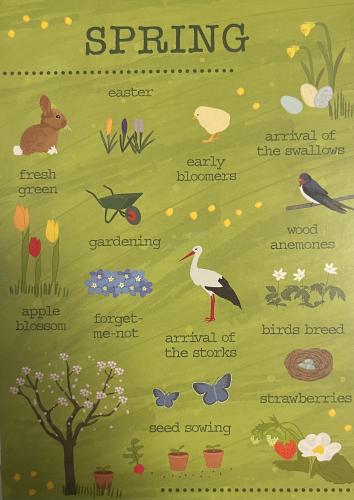 SPRING
easter
arrival of
the swallows
early
bloomers
fresh
green
gardening
wood
anemones
apple
blossom
forget-
me-not
birds breed
arrival of
the storks
strawberries
seed sowing